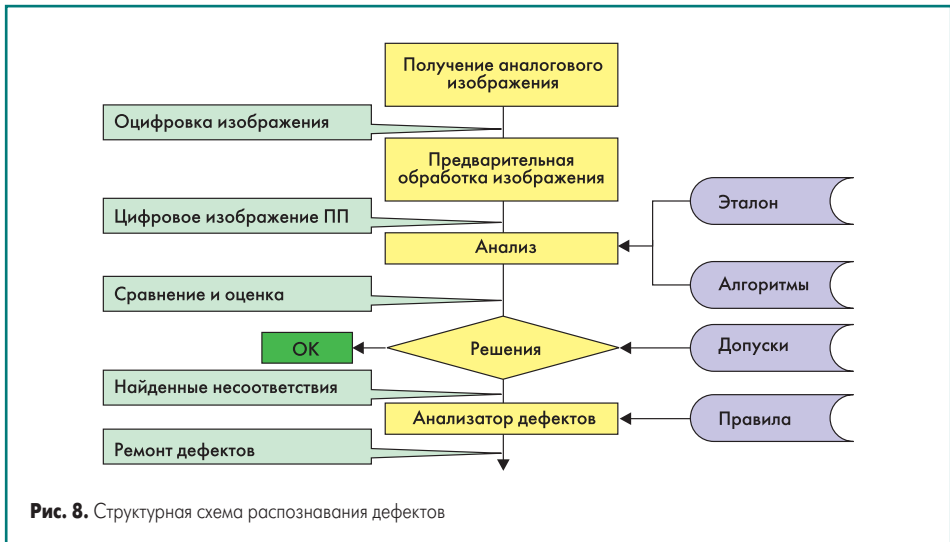 Получение аналогового
изображения
Оцифровка изображения
Предварительная
обработка изображения
Эталон
Цифровое изображение ПП
Анализ
Алгоритмы
Сравнение и оценка
Допуски
Решения
ОК
Найденные несоответствия
Правила
Анализатор дефектов
Ремонт дефектов
Рис. 8. Структурная схема распознавания дефектов